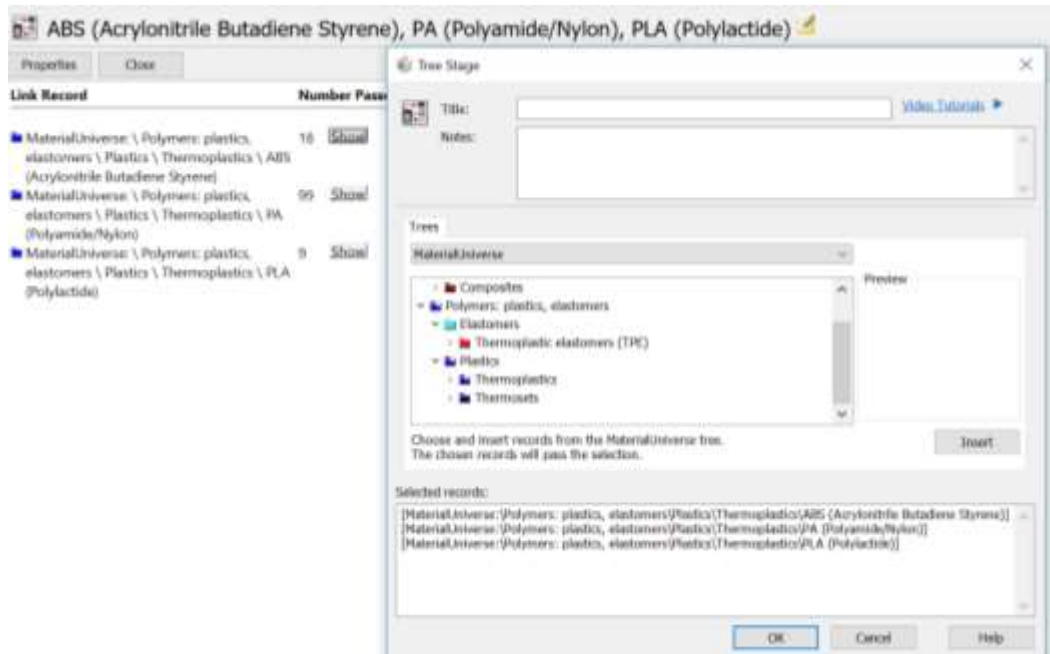 ABS (Acrylonitrile Butadiene Styrene), PA (Polyamide/Nylon), PLA (Polylactide)
Properties Close
Link Record Number Pass
MaterialUniverse: \ Polymers: plastics, 18 Show
elastomers \ Plastics \ Thermoplastics \ ABS
(Acrylonitrile Butadiene Styrene)
MaterialUniverse: \ Polymers: plastics, 99 Show
elastomers \ Plastics \ Thermoplastics \ PA
(Polyamide/Nylon)
MaterialUniverse: \ Polymers: plastics, 9 Show
elastomers \ Plastics \ Thermoplastics \ PLA
(Polylactide)
Tree Stage
Title: Video Tutorials
Notes:
Trees
MaterialUniverse
Composites
Polymers: plastics, elastomers
Elastomers
Thermoplastic elastomers (TPE)
Plastics
Thermoplastics
Thermosets
Preview
Choose and insert records from the MaterialUniverse tree.
The chosen records will pass the selection.
Insert
Selected records:
[MaterialUniverse:\Polymers: plastics, elastomers\Plastics\Thermoplastics\ABS (Acrylonitrile Butadiene Styrene)]
[MaterialUniverse:\Polymers: plastics, elastomers\Plastics\Thermoplastics\PA (Polyamide/Nylon)]
[MaterialUniverse:\Polymers: plastics, elastomers\Plastics\Thermoplastics\PLA (Polylactide)]
OK Cancel Help